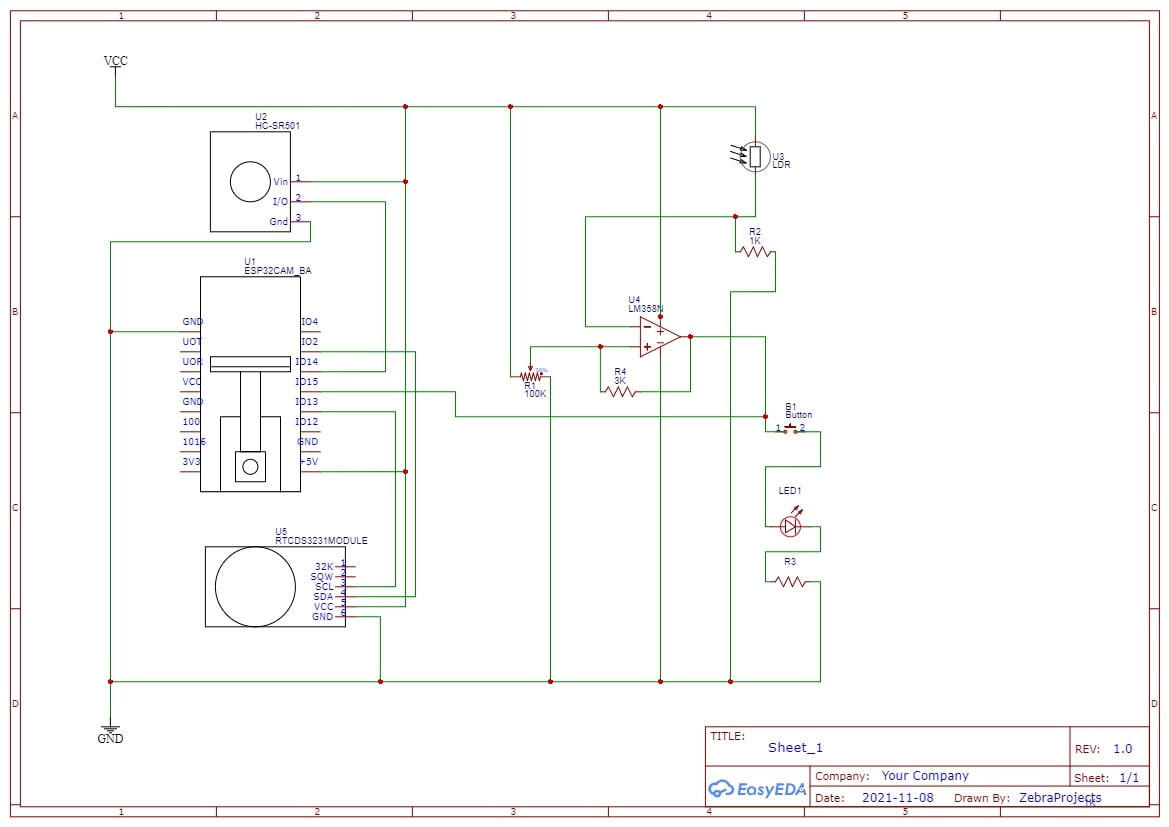 1 2 3 4 5
VCC
A A
U2
HC-SR501
Vin 1
I/O 2
Gnd 3
U3
LDR
R2
1K
U1
ESP32CAM_BA
U4
LM358N
B B
GND IO4
UOT IO2
UOR IO14
VCC IO15
GND IO13
100 IO12
1016 GND
3V3 +5V
R1
100K
R4
3K
B1
Button
1 2
LED1
C C
U5
RTCDS3231MODULE
32K 1
SQW 2
SCL 3
SDA 4
VCC 5
GND 6
R3
D D
GND
TITLE:
Sheet_1
REV: 1.0
EasyEDA
Company: Your Company
Sheet: 1/1
Date: 2021-11-08 Drawn By: ZebraProjects
1K
1 2 3 4 5